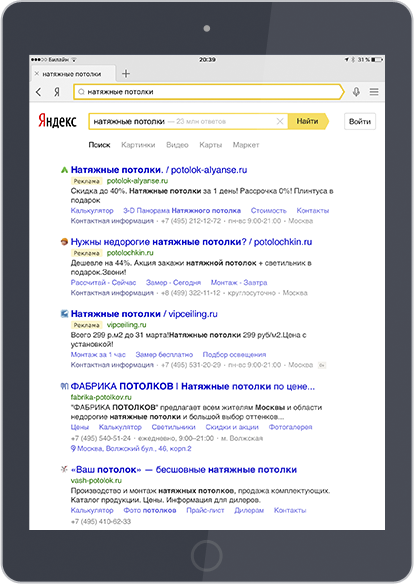 Билайн 20:39 31 %
натяжные потолки
Я натяжные потолки
Яндекс натяжные потолки — 23 млн ответов Найти Войти
Поиск Картинки Видео Карты Маркет
Натяжные потолки. / potolok-alyanse.ru
Реклама potolok-alyanse.ru
Скидка до 40%. Натяжные потолки за 1 день! Рассрочка 0%! Плинтуса в
подарок
Калькулятор 3-D Панорама Натяжного потолка Стоимость Контакты
Контактная информация · +7 (495) 212-12-72 · пн-вс 9:00-21:00 · Москва
Нужны недорогие натяжные потолки? / potolochkin.ru
Реклама potolochkin.ru
Дешевле на 44%. Акция закажи натяжной потолок + светильник в
подарок.Звони!
Рассчитай - Сейчас Замер - Сегодня Монтаж - Завтра
Контактная информация · +8 (499) 322-11-12 · круглосуточно · Москва
Натяжные потолки / vipceiling.ru
Реклама vipceiling.ru
Всего 299 р.м2 до 31 марта!Натяжные потолки 299 руб/м2.Цена с
установкой!
Монтаж за 1 час Замер бесплатно Подбор освещения
Контактная информация · +7 (495) 531-20-29 · пн-вс 9:00-21:00 · Москва
ФАБРИКА ПОТОЛКОВ | Натяжные потолки по цене...
fabrika-potolkov.ru
"ФАБРИКА ПОТОЛКОВ" предлагает всем жителям Москвы и области
недорогие натяжные потолки и большой выбор оттенков...
Цены Калькулятор Светильники Скидки и акции Фотогалерея
+7 (495) 540-51-24 · ежедневно, 9:00-21:00 · м. Волжская
Москва, Волжский бул., 46, корп.2
«Ваш потолок» — бесшовные натяжные потолки
vash-potolok.ru
Производство и монтаж натяжных потолков, продажа комплектующих.
Каталог продукции. Цены. Информация для дилеров.
Калькулятор Фото потолков Прайс-лист Дилерам Контакты
+7 (495) 410-62-33